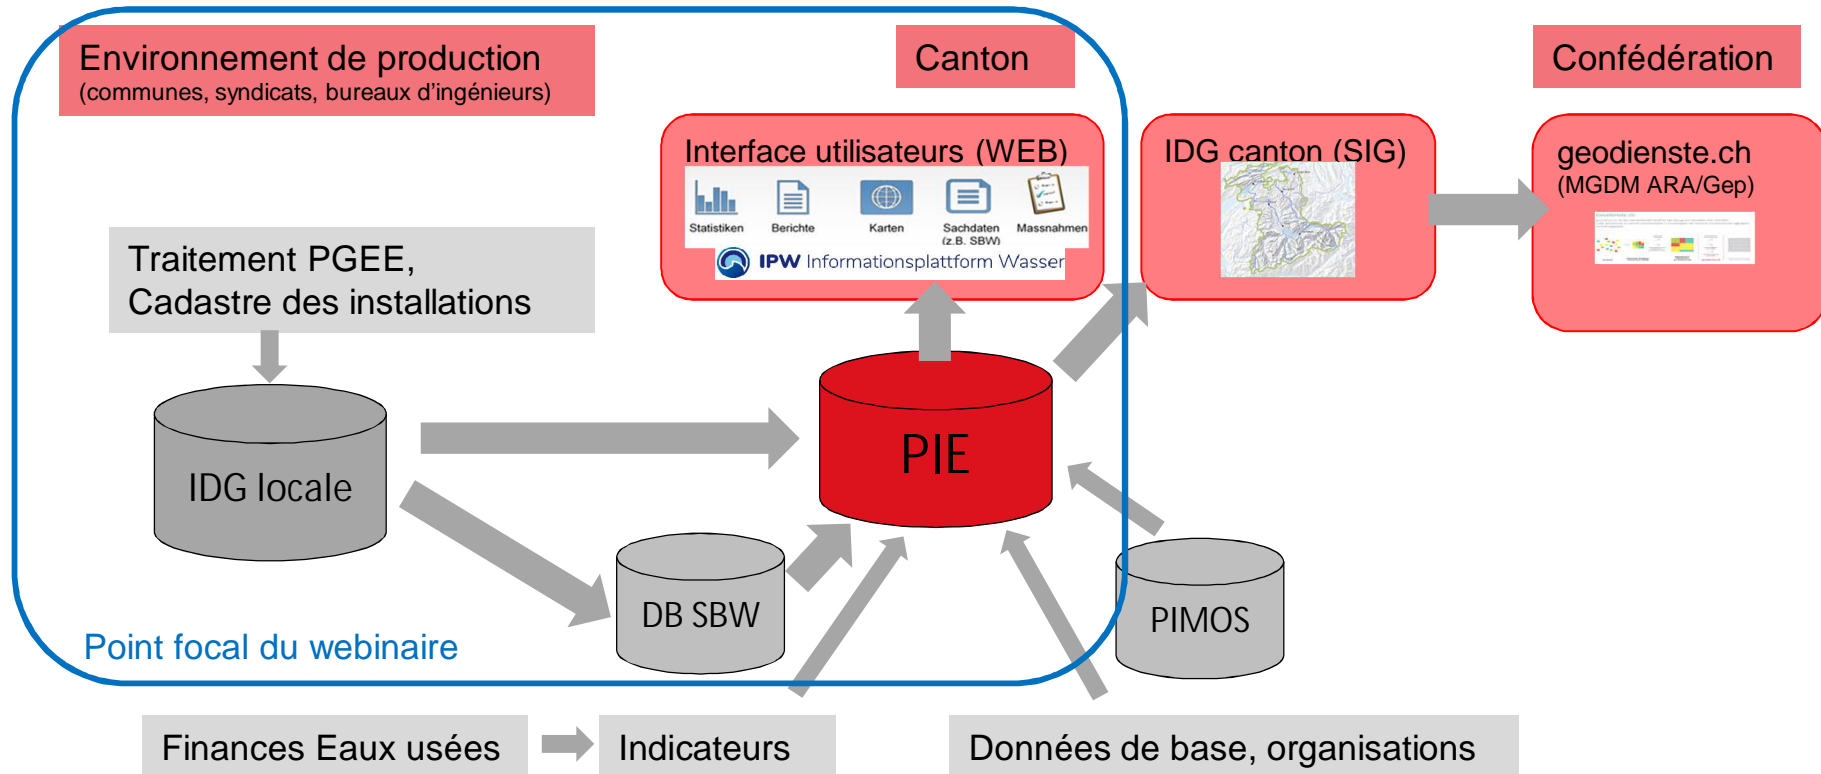 Environnement de production
(communes, syndicats, bureaux d'ingénieurs)
Canton
Confédération
Interface utilisateurs (WEB)
Statistiken
Berichte
Karten
Sachdaten
(z.B. SBW)
Massnahmen
IPW Informationsplattform Wasser
IDG canton (SIG)
geodienste.ch
(MGDM ARA/Gep)
Traitement PGEE,
Cadastre des installations
IDG locale
PIE
DB SBW
PIMOS
Point focal du webinaire
Finances Eaux usées
Indicateurs
Données de base, organisations